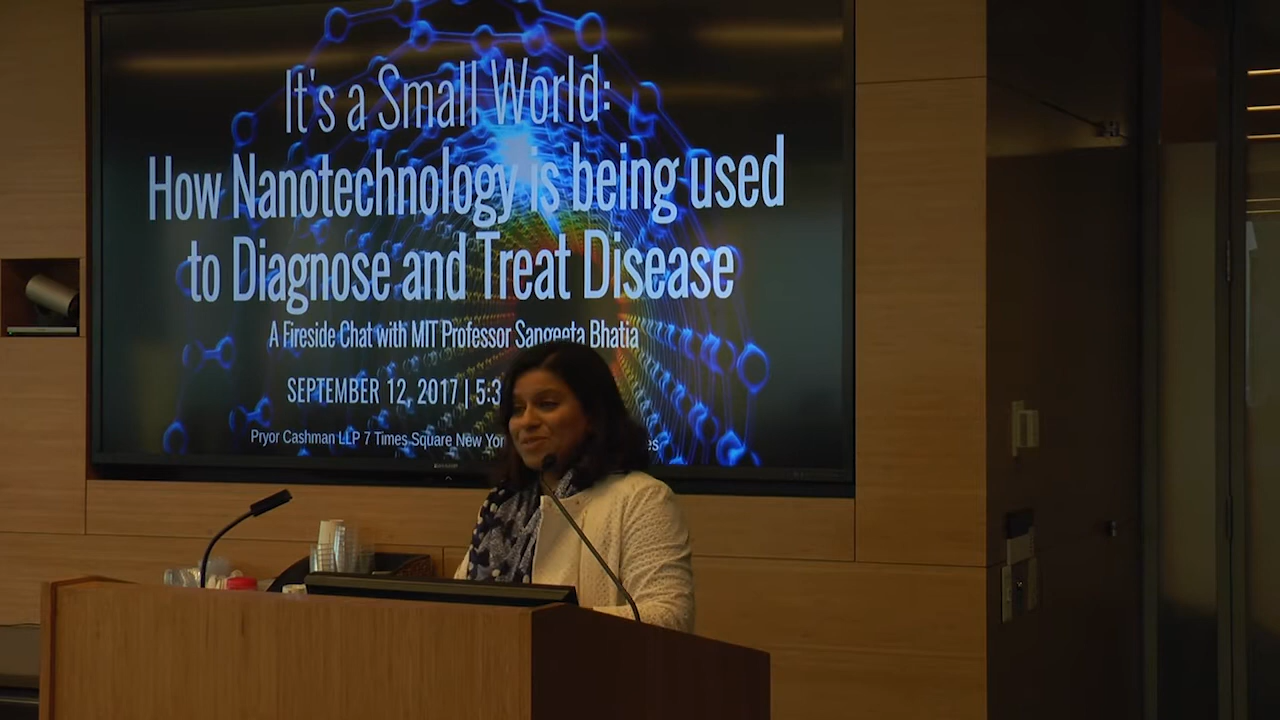 It's a Small World:
How Nanotechnology is being used
to Diagnose and Treat Disease
A Fireside Chat with MIT Professor Sangeeta Bhatia
SEPTEMBER 12, 2017 | 5:3
Pryor Cashman LLP 7 Times Square New Yor